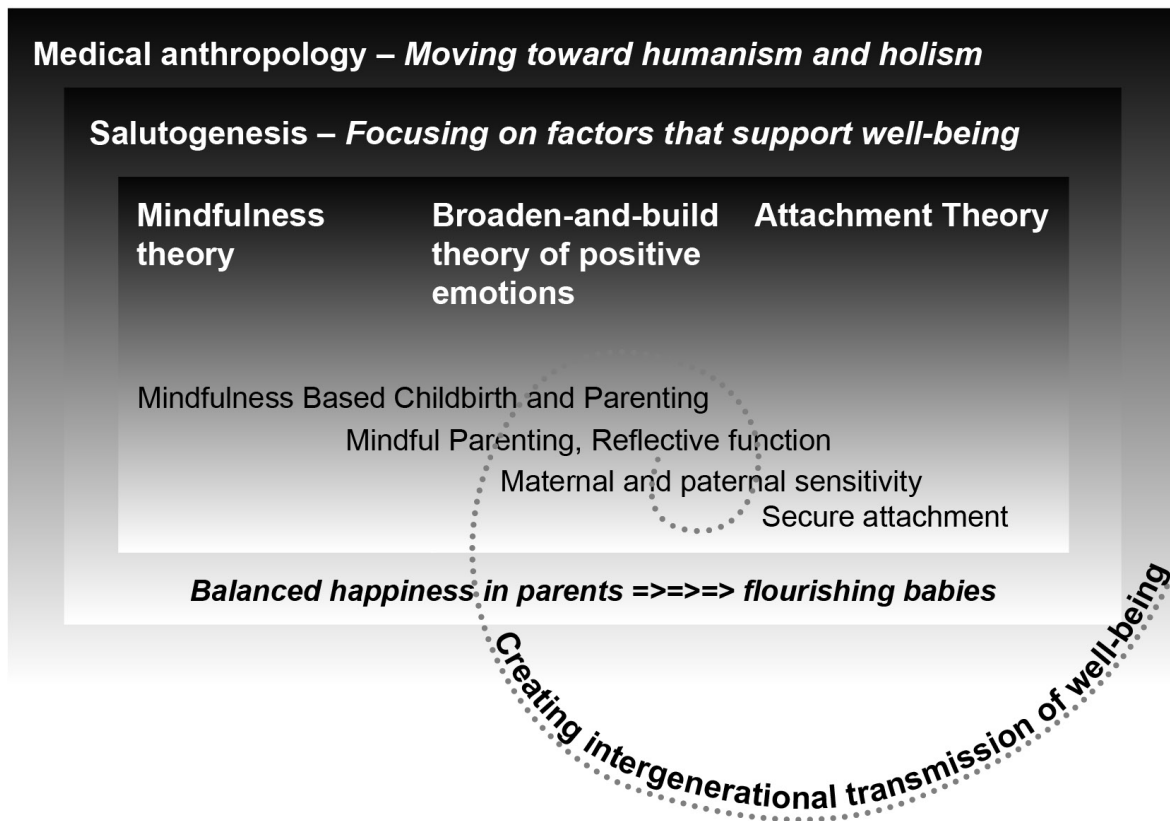 Medical anthropology – Moving toward humanism and holism
Salutogenesis – Focusing on factors that support well-being
Mindfulness
theory
Broaden-and-build
theory of positive
emotions
Attachment Theory
Mindfulness Based Childbirth and Parenting
Mindful Parenting, Reflective function
Maternal and paternal sensitivity
Secure attachment
Balanced happiness in parents =>=>=> flourishing babies
Creating intergenerational transmission of well-being